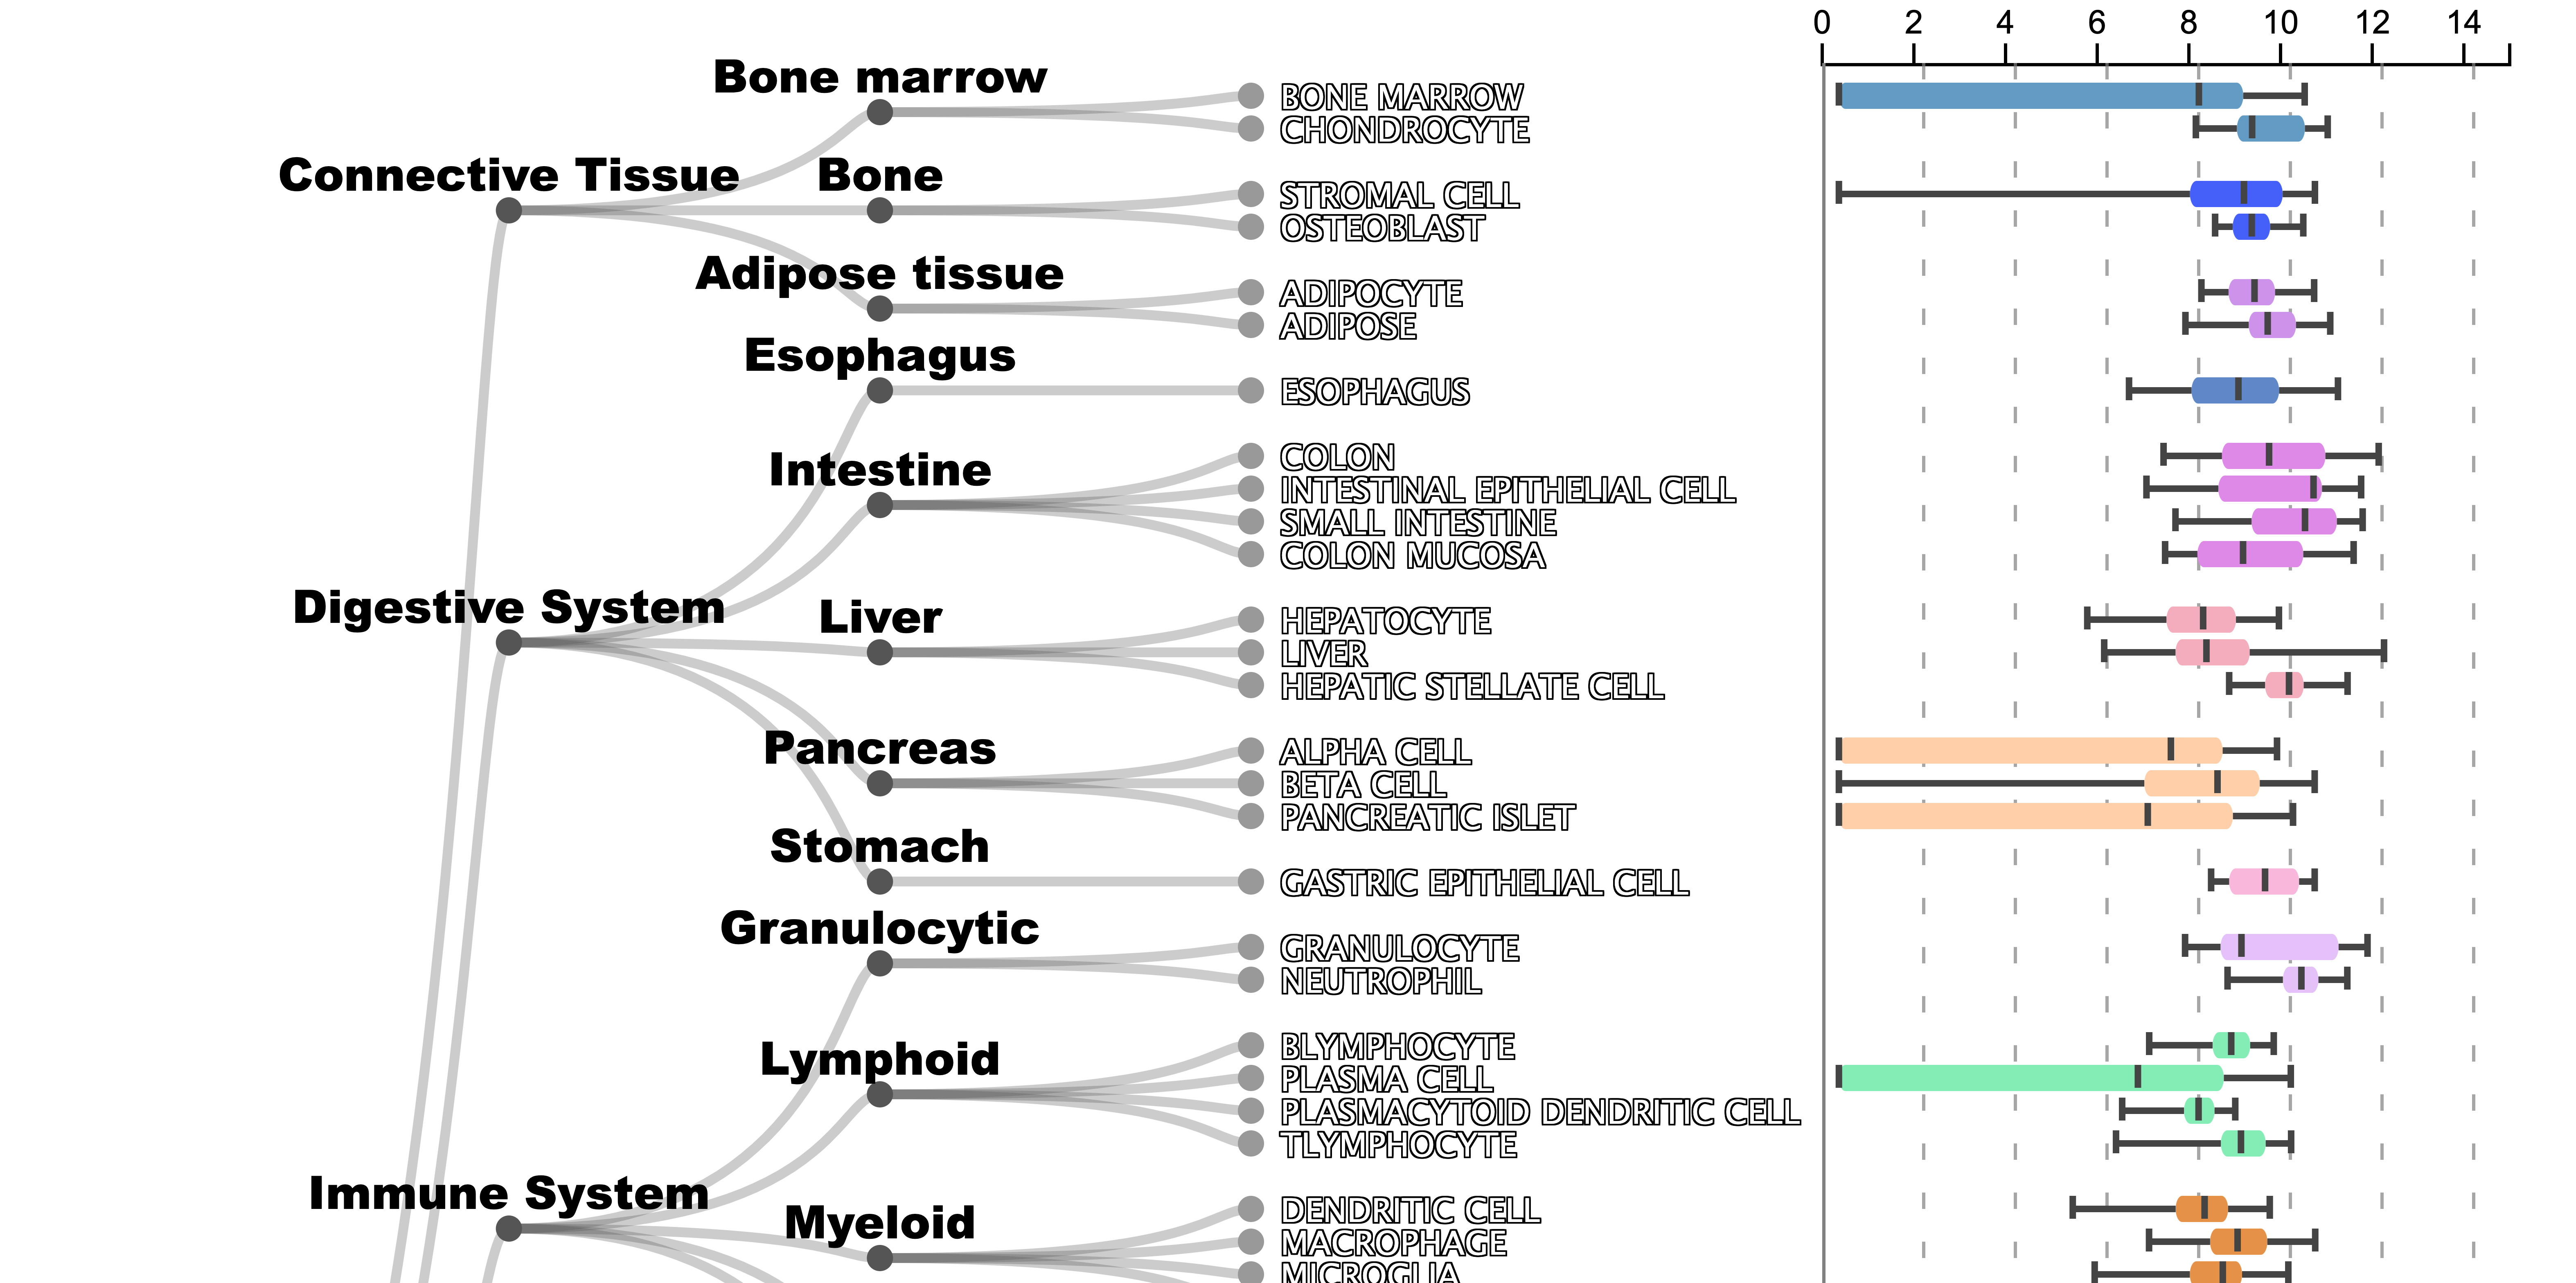 0 2 4 6 8 10 12 14
Bone marrow
BONE MARROW
CHONDROCYTE
Connective Tissue
Bone
STROMAL CELL
OSTEOBLAST
Adipose tissue
ADIPOCYTE
ADIPOSE
Esophagus
ESOPHAGUS
Intestine
COLON
INTESTINAL EPITHELIAL CELL
SMALL INTESTINE
COLON MUCOSA
Digestive System
Liver
HEPATOCYTE
LIVER
HEPATIC STELLATE CELL
Pancreas
ALPHA CELL
BETA CELL
PANCREATIC ISLET
Stomach
GASTRIC EPITHELIAL CELL
Granulocytic
GRANULOCYTE
NEUTROPHIL
Lymphoid
BLYMPHOCYTE
PLASMA CELL
PLASMACYTOID DENDRITIC CELL
TLYMPHOCYTE
Immune System
Myeloid
DENDRITIC CELL
MACROPHAGE
MICROGLIA